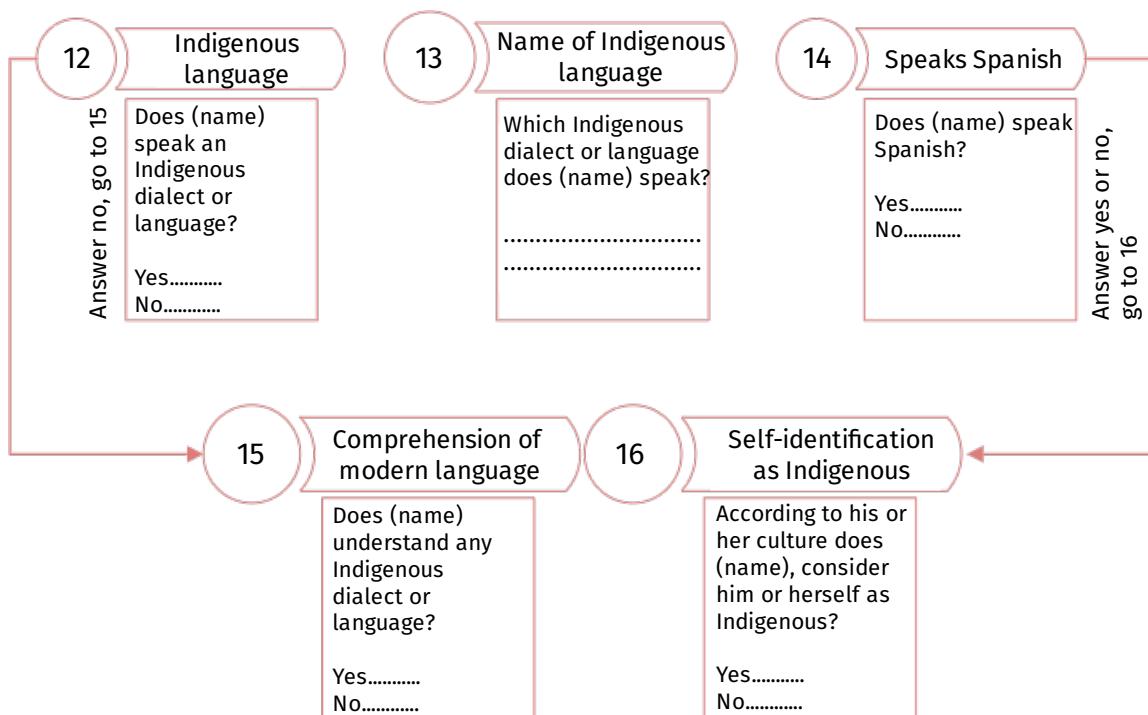 12
Indigenous
language
Answer no, go to 15
Does (name)
speak an
Indigenous
dialect or
language?
Yes...........
No............
13
Name of Indigenous
language
Which Indigenous
dialect or language
does (name) speak?
..............................
..............................
14
Speaks Spanish
Does (name) speak
Spanish?
Yes...........
No............
Answer yes or no,
go to 16
15
Comprehension of
modern language
Does (name)
understand any
Indigenous
dialect or
language?
Yes...........
No............
16
Self-identification
as Indigenous
According to his or
her culture does
(name), consider
him or herself as
Indigenous?
Yes...........
No............